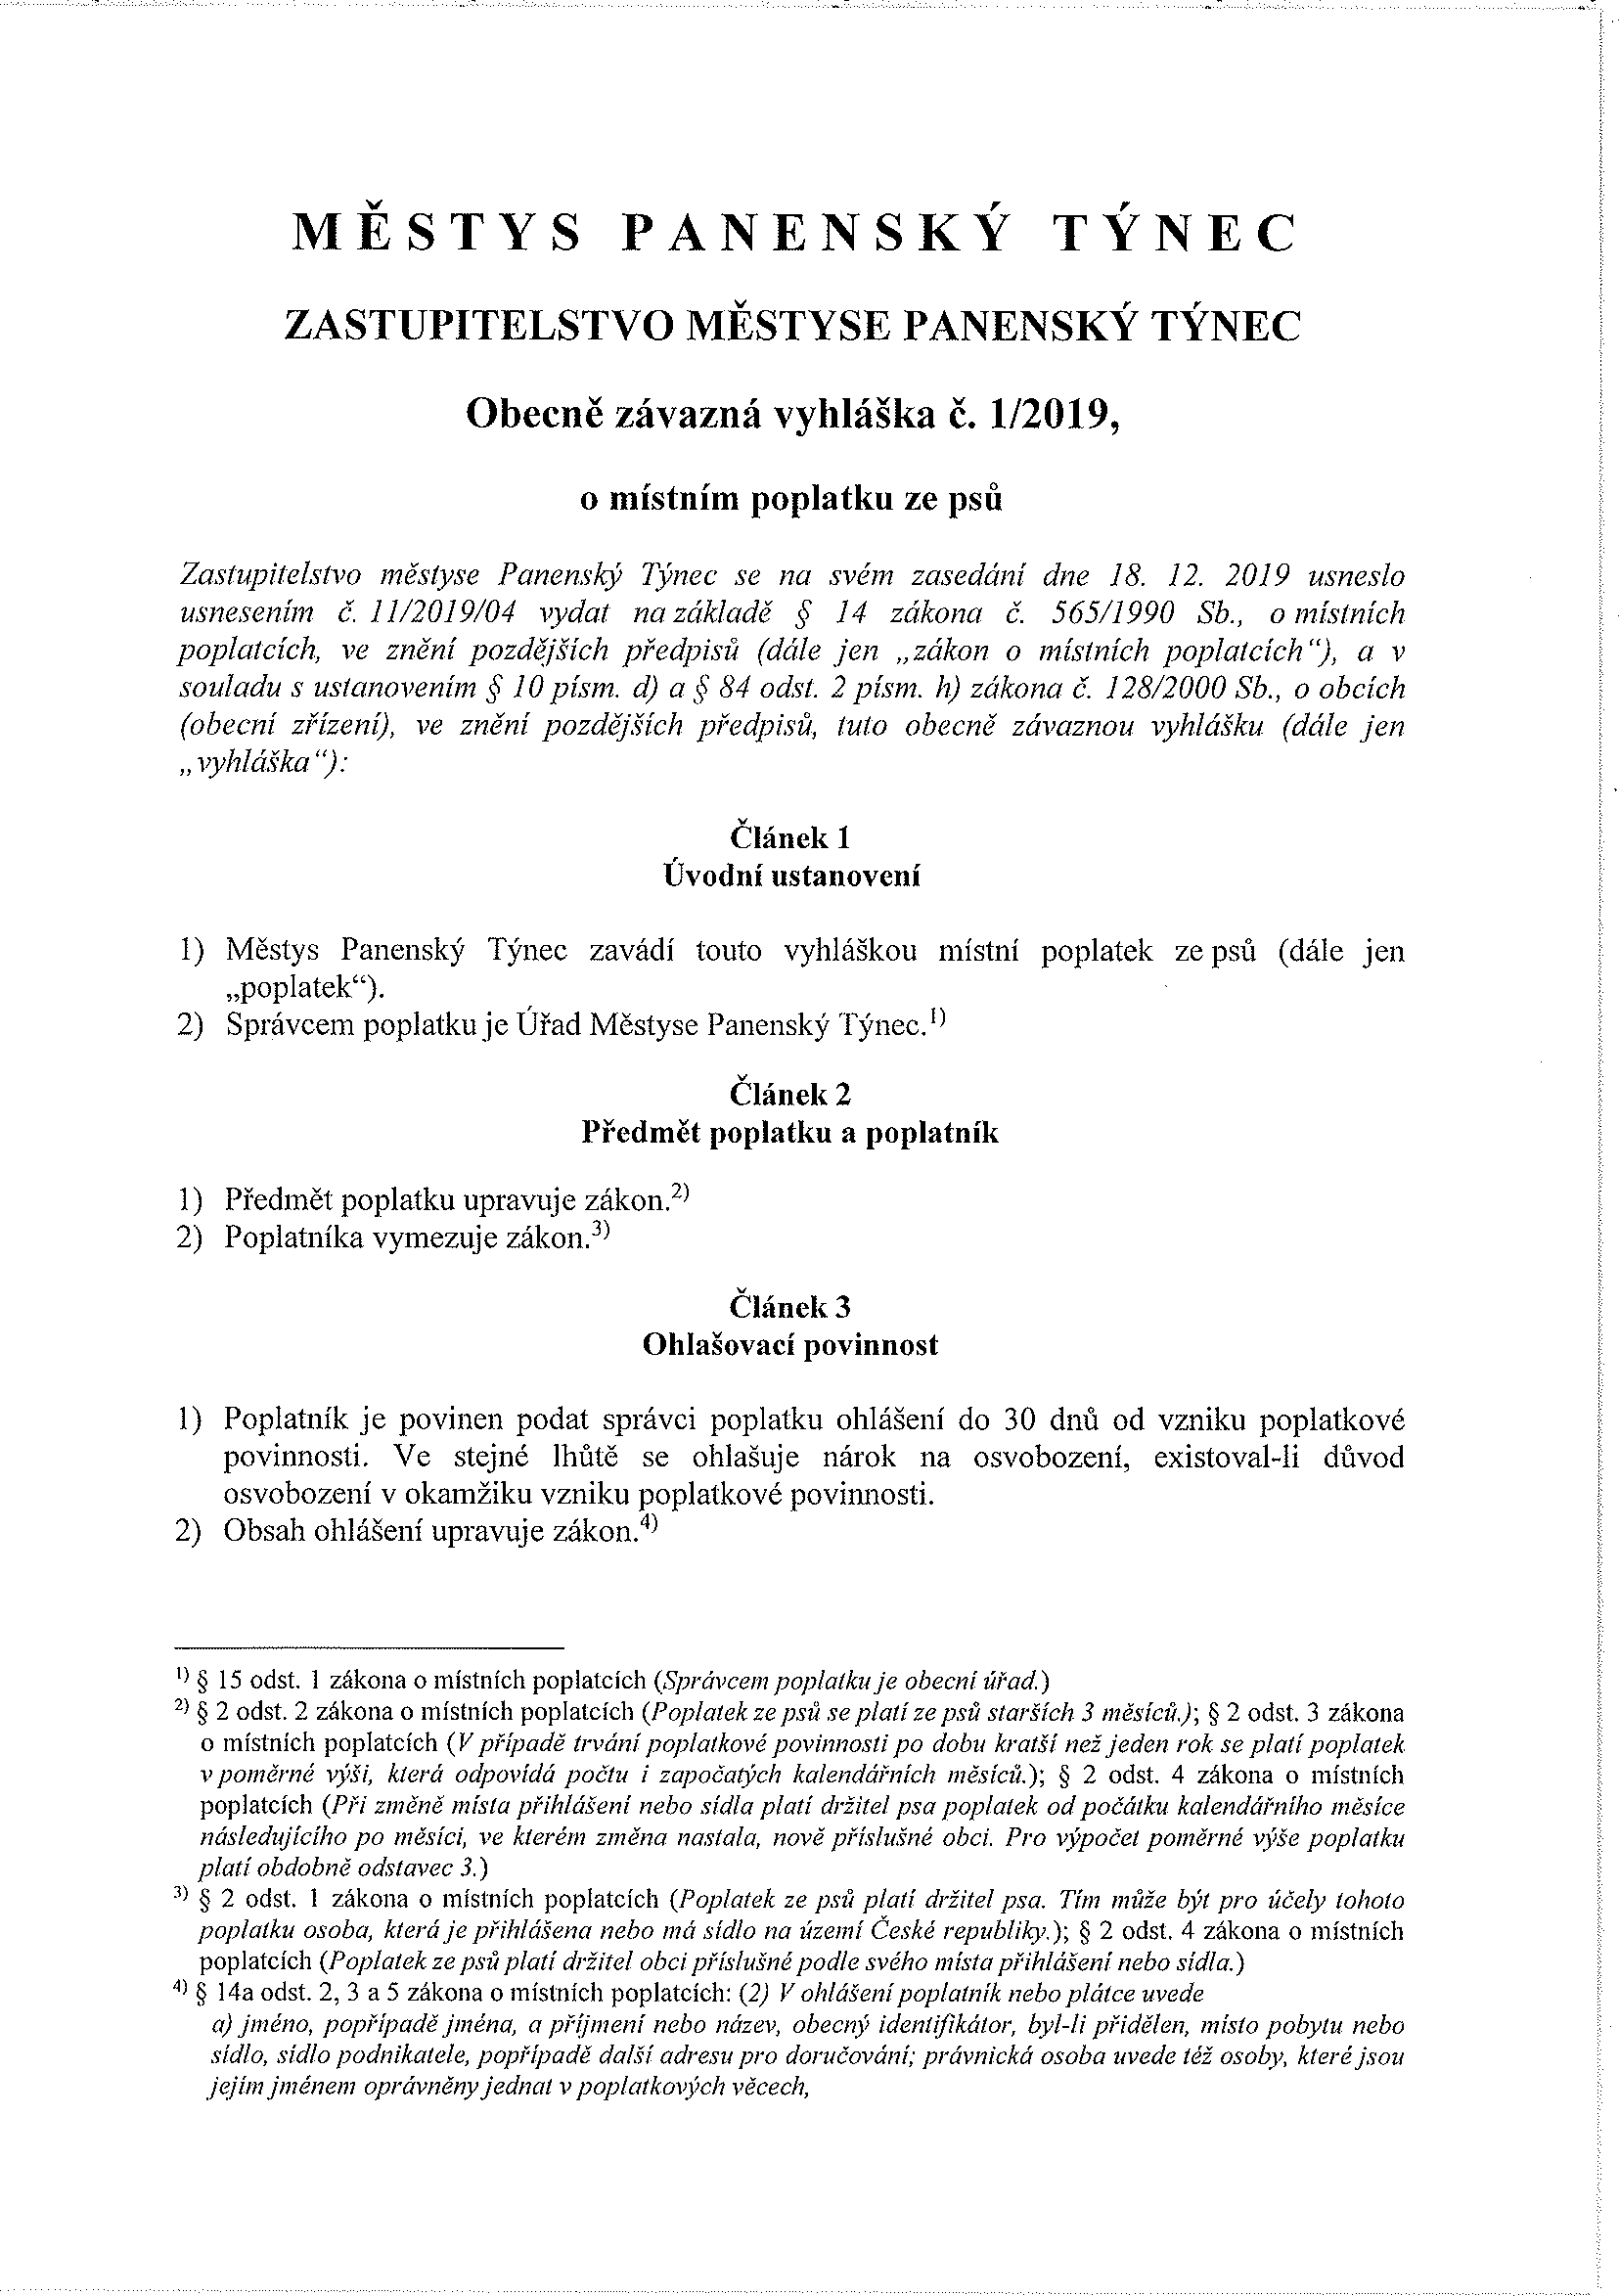 MĚSTYS PANENSKÝ TÝNEC
ZASTUPITELSTVO MĚSTYSE PANENSKÝ TÝNEC
Obecně závazná vyhláška č. 1/2019,
o místním poplatku ze psů
Zastupitelstvo městyse Panenský Týnec se na svém zasedání dne 18. 12. 2019 usneslo
usnesením č. 11/2019/04 vydat na základě § 14 zákona č. 565/1990 Sb., o místních
poplatcích, ve znění pozdějších předpisů (dále jen „zákon o místních poplatcích“), a v
souladu s ustanovením § 10 písm. d) a § 84 odst. 2 písm. h) zákona č. 128/2000 Sb., o obcích
(obecní zřízení), ve znění pozdějších předpisů, tuto obecně závaznou vyhlášku (dále jen
„vyhláška“):
Článek 1
Úvodní ustanovení
1) Městys Panenský Týnec zavádí touto vyhláškou místní poplatek ze psů (dále jen
„poplatek“).
2) Správcem poplatku je Úřad Městyse Panenský Týnec.1)
Článek 2
Předmět poplatku a poplatník
1) Předmět poplatku upravuje zákon.2)
2) Poplatníka vymezuje zákon.3)
Článek 3
Ohlašovací povinnost
1) Poplatník je povinen podat správci poplatku ohlášení do 30 dnů od vzniku poplatkové
povinnosti. Ve stejné lhůtě se ohlašuje nárok na osvobození, existoval-li důvod
osvobození v okamžiku vzniku poplatkové povinnosti.
2) Obsah ohlášení upravuje zákon.4)
1) § 15 odst. 1 zákona o místních poplatcích (Správcem poplatku je obecní úřad.)
2) § 2 odst. 2 zákona o místních poplatcích (Poplatek ze psů se platí ze psů starších 3 měsíců.); § 2 odst. 3 zákona
o místních poplatcích (V případě trvání poplatkové povinnosti po dobu kratší než jeden rok se platí poplatek
v poměrné výši, která odpovídá počtu i započatých kalendářních měsíců.); § 2 odst. 4 zákona o místních
poplatcích (Při změně místa přihlášení nebo sídla platí držitel psa poplatek od počátku kalendářního měsíce
následujícího po měsíci, ve kterém změna nastala, nově příslušné obci. Pro výpočet poměrné výše poplatku
platí obdobně odstavec 3.)
3) § 2 odst. 1 zákona o místních poplatcích (Poplatek ze psů platí držitel psa. Tím může být pro účely tohoto
poplatku osoba, která je přihlášena nebo má sídlo na území České republiky.); § 2 odst. 4 zákona o místních
poplatcích (Poplatek ze psů platí držitel obci příslušné podle svého místa přihlášení nebo sídla.)
4) § 14a odst. 2, 3 a 5 zákona o místních poplatcích: (2) V ohlášení poplatník nebo plátce uvede
a) jméno, popřípadě jména, a příjmení nebo název, obecný identifikátor, byl-li přidělen, místo pobytu nebo
sídlo, sídlo podnikatele, popřípadě další adresu pro doručování; právnická osoba uvede též osoby, které jsou
jejím jménem oprávněny jednat v poplatkových věcech,